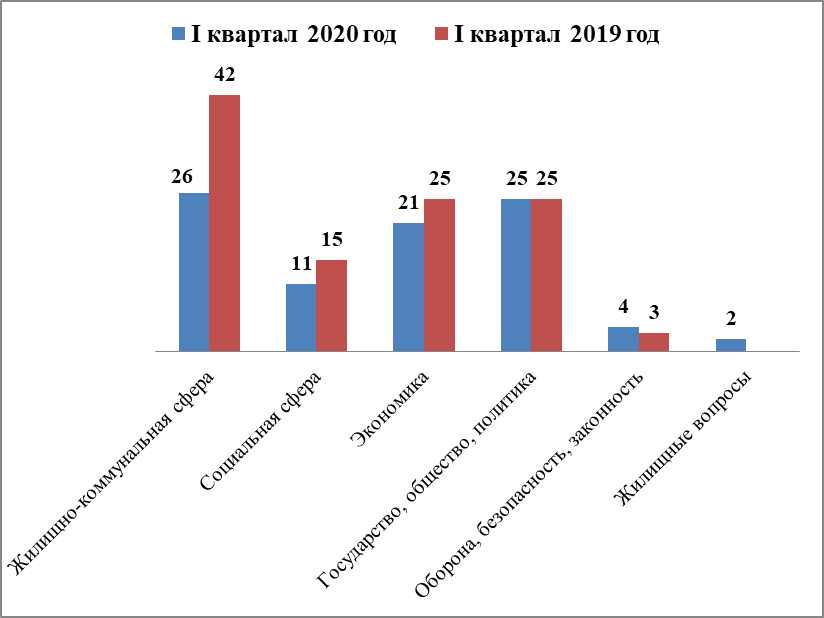 I квартал 2020 год I квартал 2019 год
42
26
25
25 25
21
15
11
4
3
2
Жилищно-коммунальная сфера
Социальная сфера
Экономика
Государство, общество, политика
Оборона, безопасность, законность
Жилищные вопросы